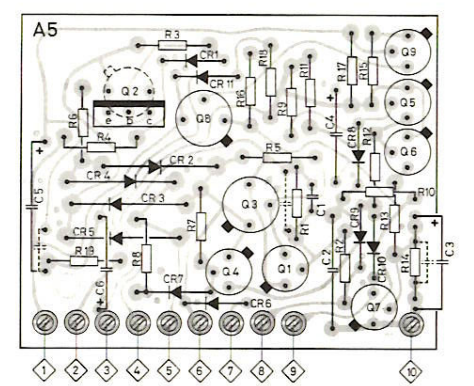 A5
R3
CR1
CR11
R18
R16
R9
R11
R17
R15
Q9
C
Q2
e b c
R6
R4
Q8
Q5
C4
CR8
R12
Q6
+
C5
CR2
R5
CR4
CR3
R7
Q3
R1
C1
R10
R13
CR5
R19
C6
+
R8
CR7
CR6
Q4
Q1
C2
R2
CR9
CR10
Q7
R14
+
C3
1 2 3 4 5 6 7 8 9 10